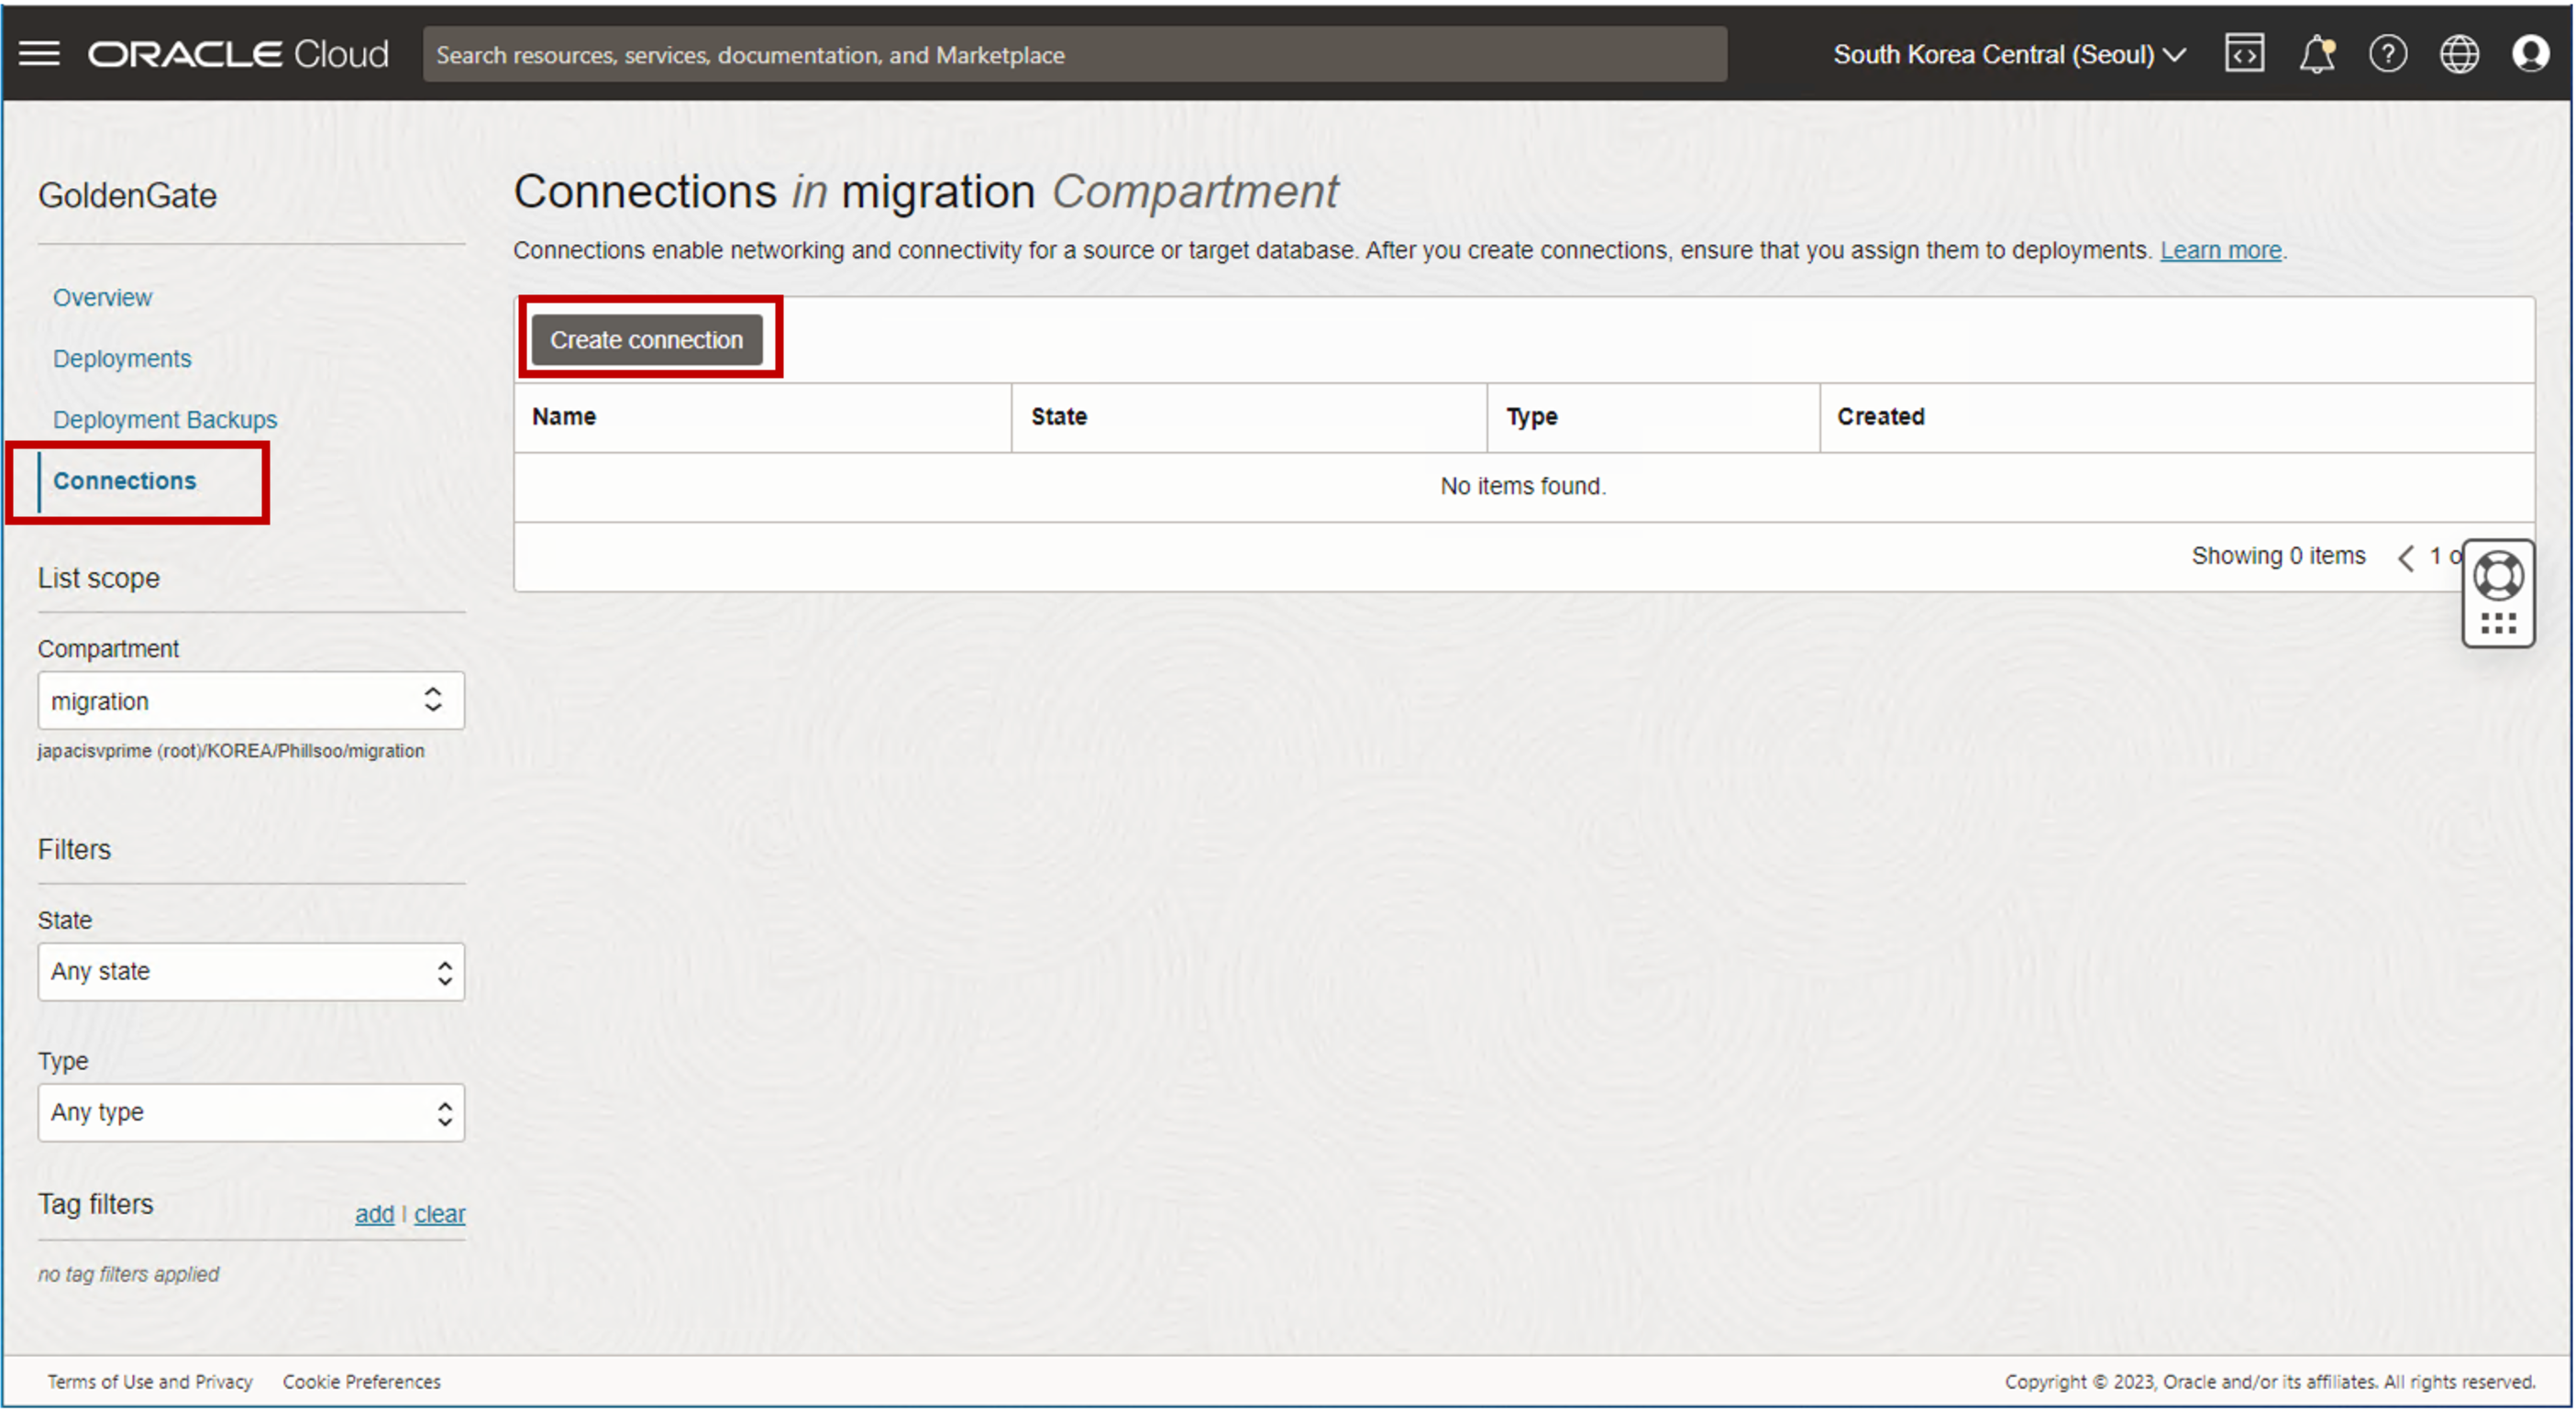 ORACLE Cloud
Search resources, services, documentation, and Marketplace
South Korea Central (Seoul)
GoldenGate
Overview
Deployments
Deployment Backups
Connections
List scope
Compartment
migration
japacisvprime (root)/KOREA/Phillsoo/migration
Filters
State
Any state
Type
Any type
Tag filters
add | clear
no tag filters applied
Connections in migration Compartment
Connections enable networking and connectivity for a source or target database. After you create connections, ensure that you assign them to deployments. Learn more.
Create connection
Name State Type Created
No items found.
Showing 0 items 1
Terms of Use and Privacy Cookie Preferences
Copyright © 2023, Oracle and/or its affiliates. All rights reserved.